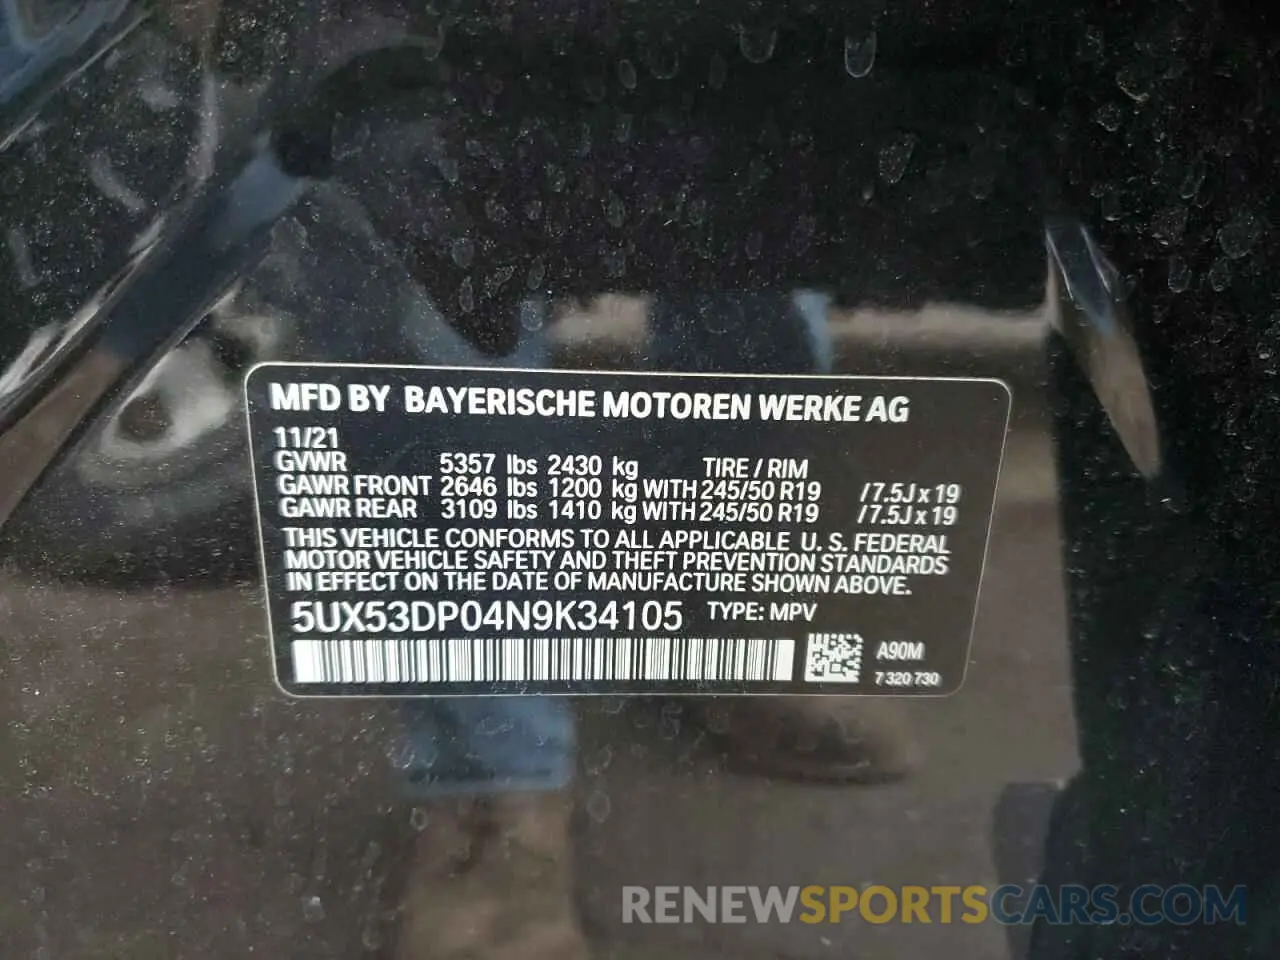 MFD BY BAYERISCHE MOTOREN WERKE AG
11/21
GVWR 5357 lbs 2430 kg TIRE / RIM
GAWR FRONT 2646 lbs 1200 kg WITH 245/50 R19 / 7.5J x 19
GAWR REAR 3109 lbs 1410 kg WITH 245/50 R19 / 7.5J x 19
THIS VEHICLE CONFORMS TO ALL APPLICABLE U. S. FEDERAL
MOTOR VEHICLE SAFETY AND THEFT PREVENTION STANDARDS
IN EFFECT ON THE DATE OF MANUFACTURE SHOWN ABOVE.
5UX53DP04N9K34105 TYPE: MPV
A90M
7 320 730
RENEWSPORTSCARS.COM